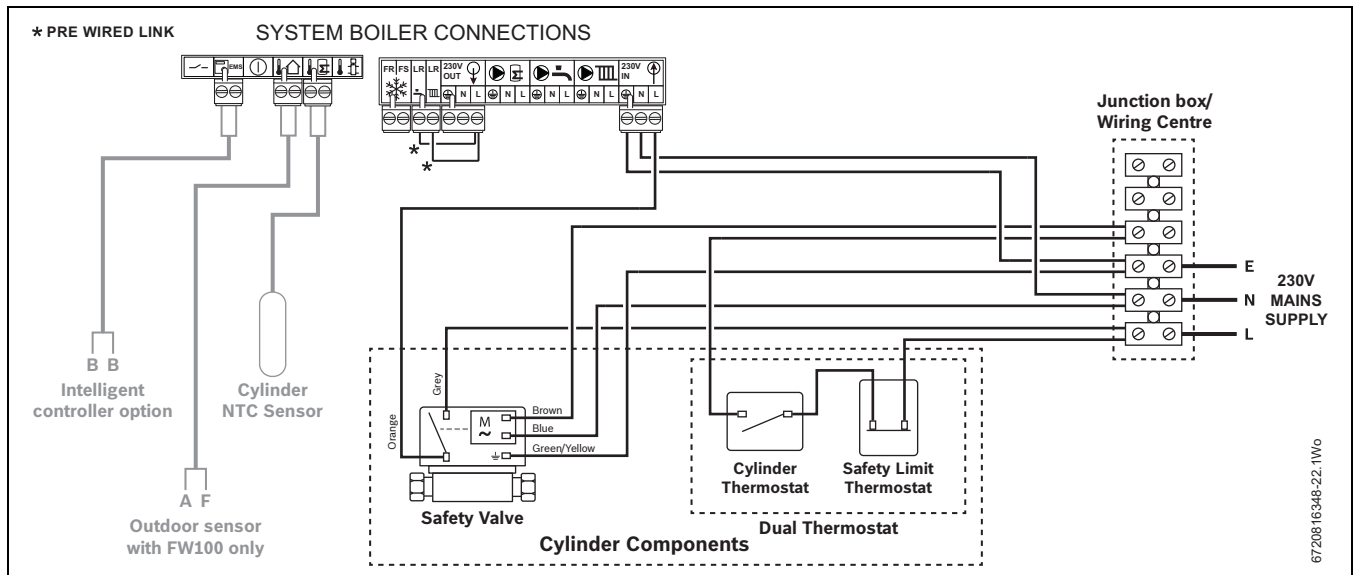 * PRE WIRED LINK
SYSTEM BOILER CONNECTIONS
EMS
FR FS LR LR 230V OUT 230V IN
N L N L N L N L N L
*
*
Junction box/
Wiring Centre
E
N
L
230V
MAINS
SUPPLY
B B
Intelligent
controller option
Cylinder
NTC Sensor
A F
Outdoor sensor
with FW100 only
Orange
Grey
M
~
Brown
Blue
Green/Yellow
Safety Valve
Cylinder
Thermostat
Safety Limit
Thermostat
Dual Thermostat
Cylinder Components
6720816348-22.1Wo